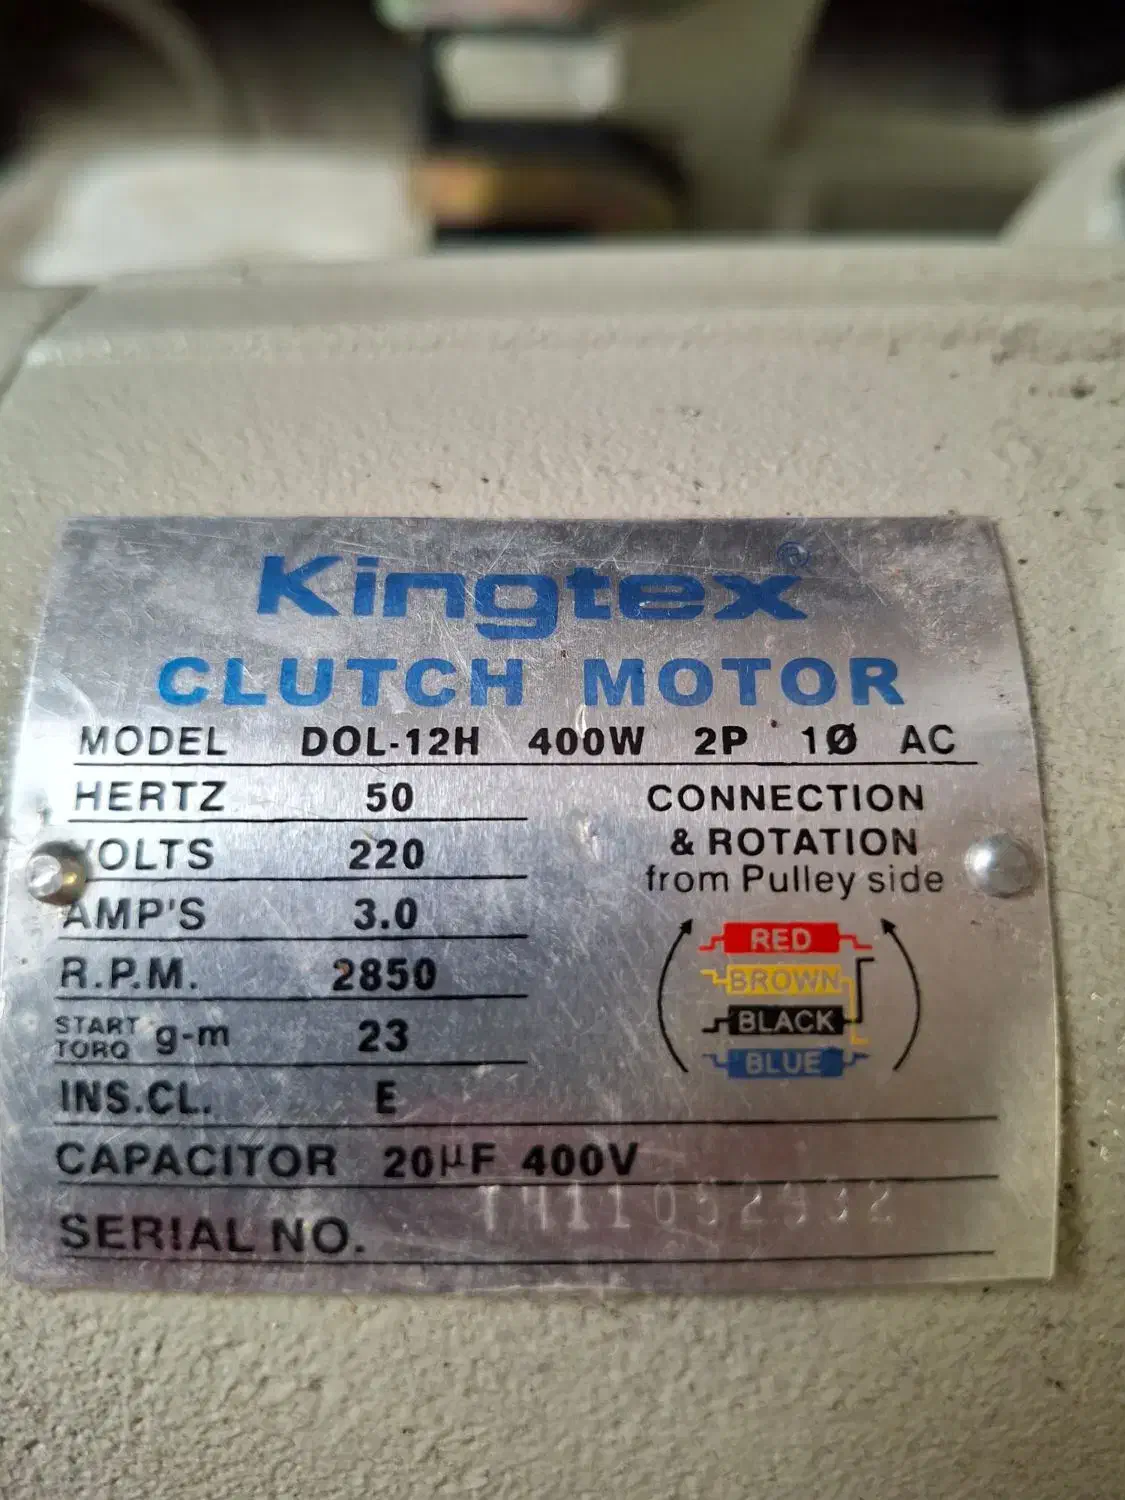 Kingtex®
CLUTCH MOTOR
MODEL DOL-12H 400W 2P 1Ø AC
HERTZ 50
VOLTS 220
AMP'S 3.0
R.P.M. 2850
START TORQ g-m 23
INS.CL. E
CONNECTION
& ROTATION
from Pulley side
RED
BROWN
BLACK
BLUE
CAPACITOR 20µF 400V
SERIAL NO.